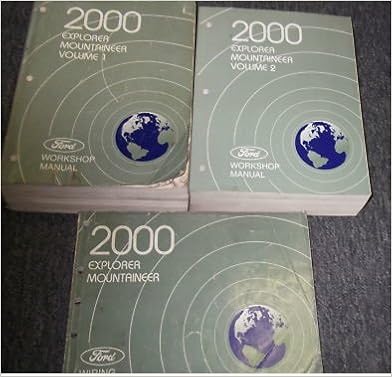 2000
EXPLORER
MOUNTAINEER
VOLUME 1
Ford
WORKSHOP
MANUAL
2000
EXPLORER
MOUNTAINEER
VOLUME 2
Ford
WORKSHOP
MANUAL
2000
EXPLORER
MOUNTAINEER
Ford
WIRING